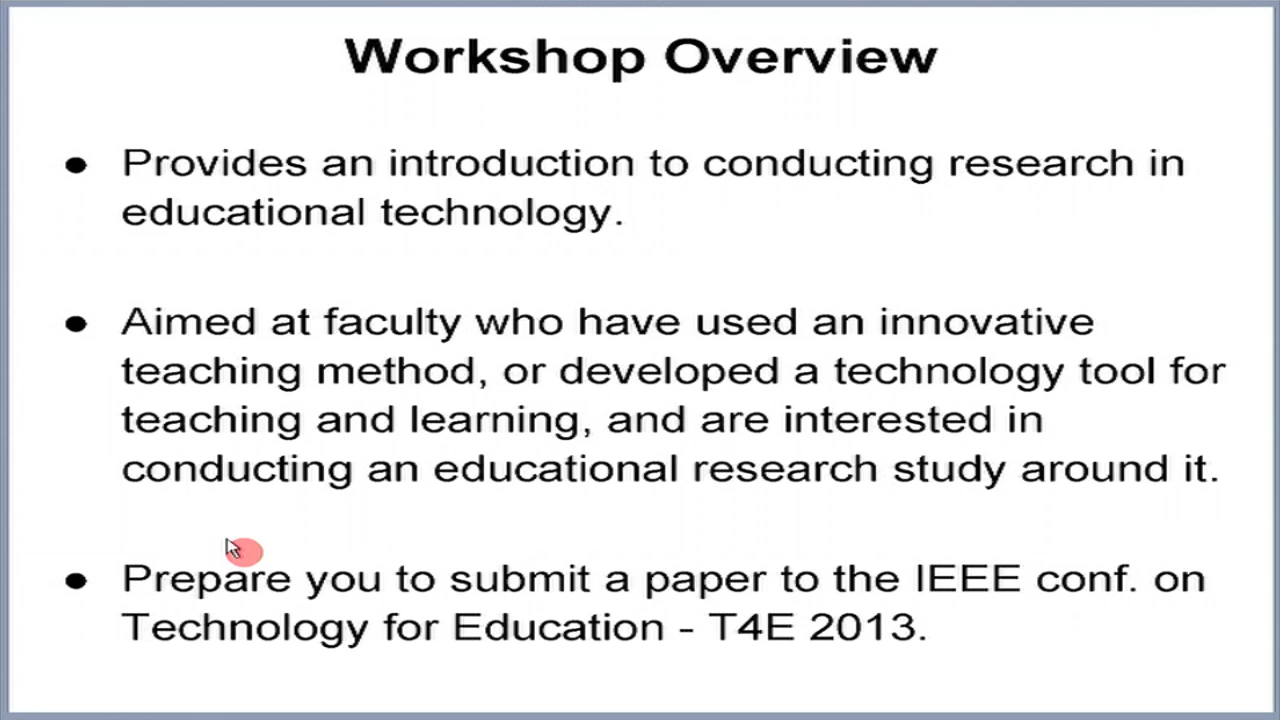 Workshop Overview
● Provides an introduction to conducting research in
educational technology.
● Aimed at faculty who have used an innovative
teaching method, or developed a technology tool for
teaching and learning, and are interested in
conducting an educational research study around it.
● Prepare you to submit a paper to the IEEE conf. on
Technology for Education - T4E 2013.